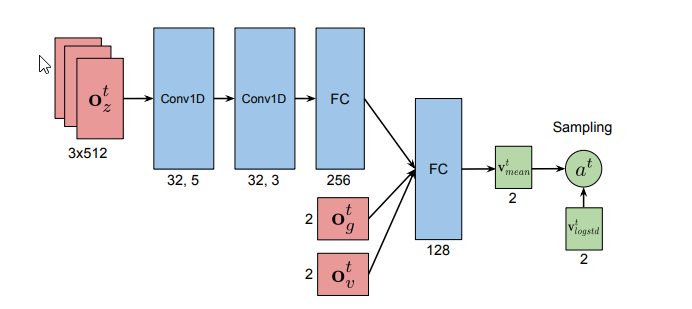 o_z^t
3x512
Conv1D
32, 5
Conv1D
32, 3
FC
256
2 o_g^t
2 o_v^t
FC
128
v_mean^t
2
Sampling
a^t
v_logstd^t
2